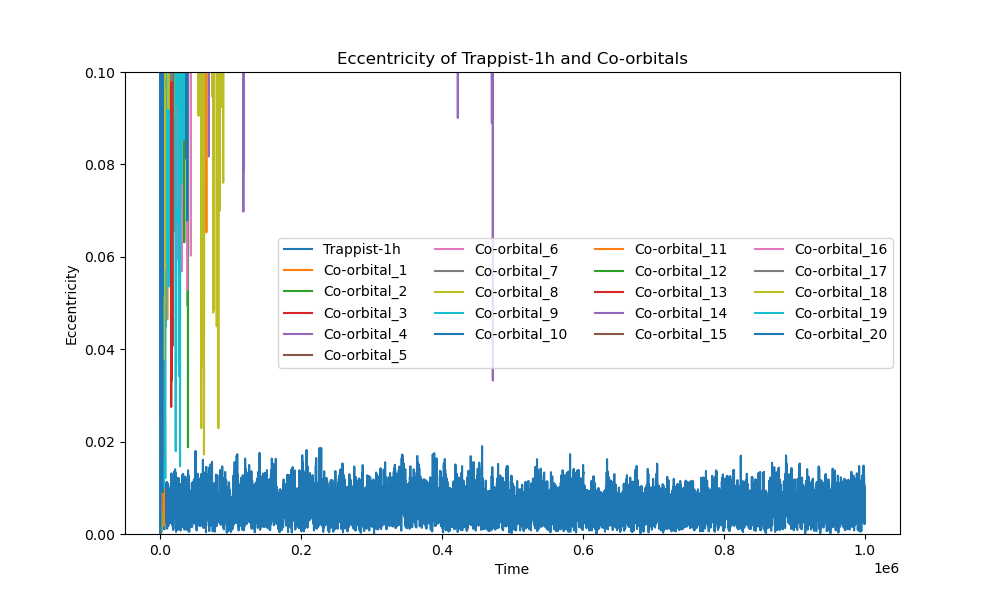 Eccentricity of Trappist-1h and Co-orbitals
0.10
0.08
0.06
0.04
0.02
0.00
Eccentricity
Trappist-1h
Co-orbital_1
Co-orbital_2
Co-orbital_3
Co-orbital_4
Co-orbital_5
Co-orbital_6
Co-orbital_7
Co-orbital_8
Co-orbital_9
Co-orbital_10
Co-orbital_11
Co-orbital_12
Co-orbital_13
Co-orbital_14
Co-orbital_15
Co-orbital_16
Co-orbital_17
Co-orbital_18
Co-orbital_19
Co-orbital_20
0.0 0.2 0.4 0.6 0.8 1.0
Time
1e6